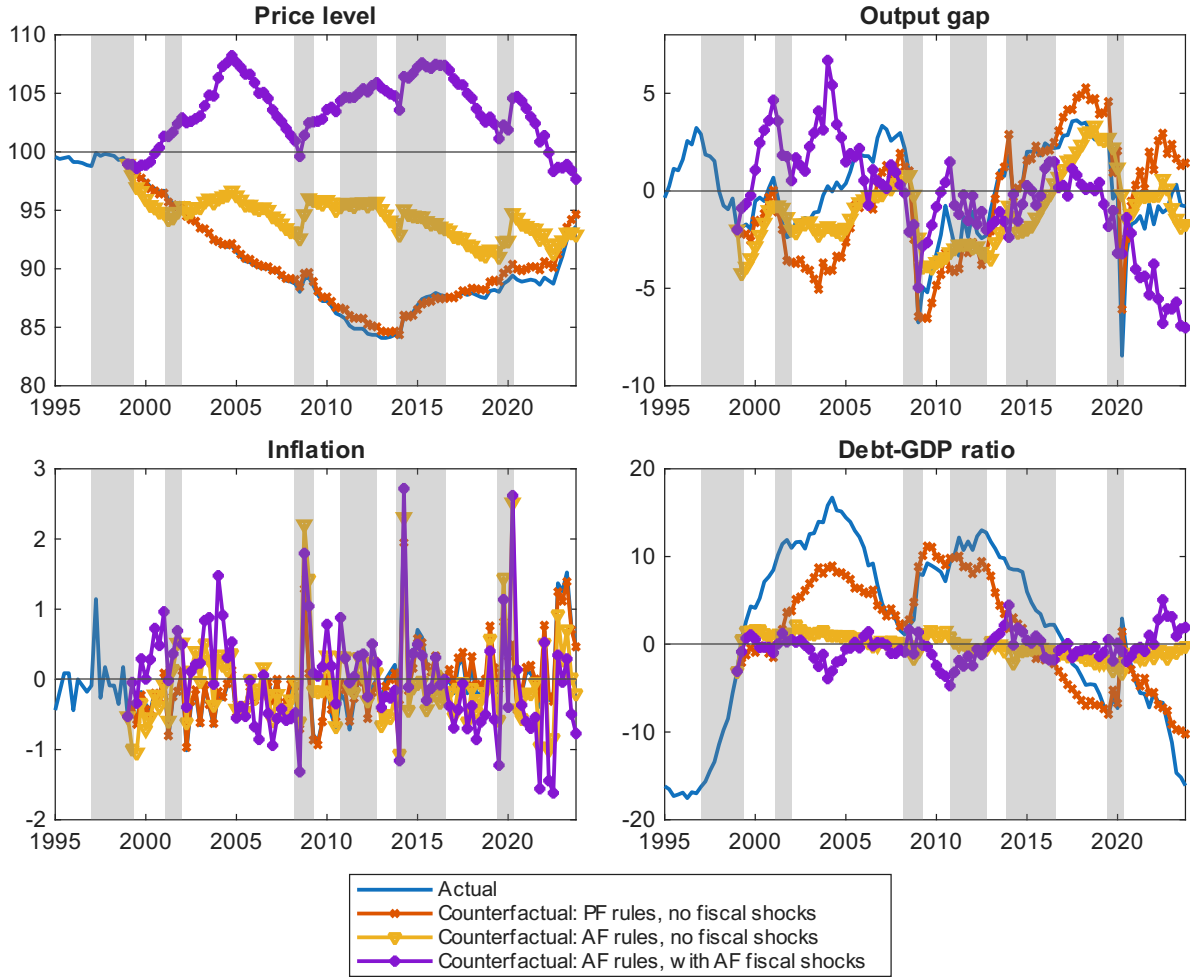 Price level
110
105
100
95
90
85
80
1995 2000 2005 2010 2015 2020
Output gap
5
0
-5
-10
1995 2000 2005 2010 2015 2020
Inflation
3
2
1
0
-1
-2
1995 2000 2005 2010 2015 2020
Debt-GDP ratio
20
10
0
-10
-20
1995 2000 2005 2010 2015 2020
Actual
Counterfactual: PF rules, no fiscal shocks
Counterfactual: AF rules, no fiscal shocks
Counterfactual: AF rules, with AF fiscal shocks